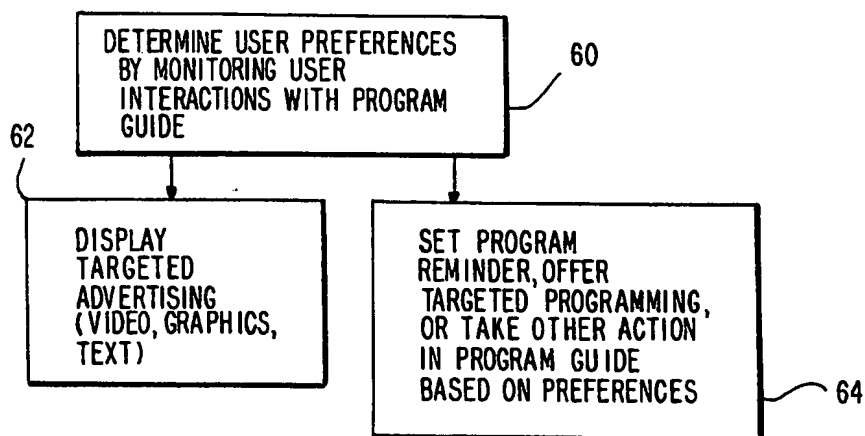 DETERMINE USER PREFERENCES
BY MONITORING USER
INTERACTIONS WITH PROGRAM
GUIDE
60
62
DISPLAY
TARGETED
ADVERTISING
(VIDEO, GRAPHICS,
TEXT)
SET PROGRAM
REMINDER, OFFER
TARGETED PROGRAMMING,
OR TAKE OTHER ACTION
IN PROGRAM GUIDE
BASED ON PREFERENCES
64